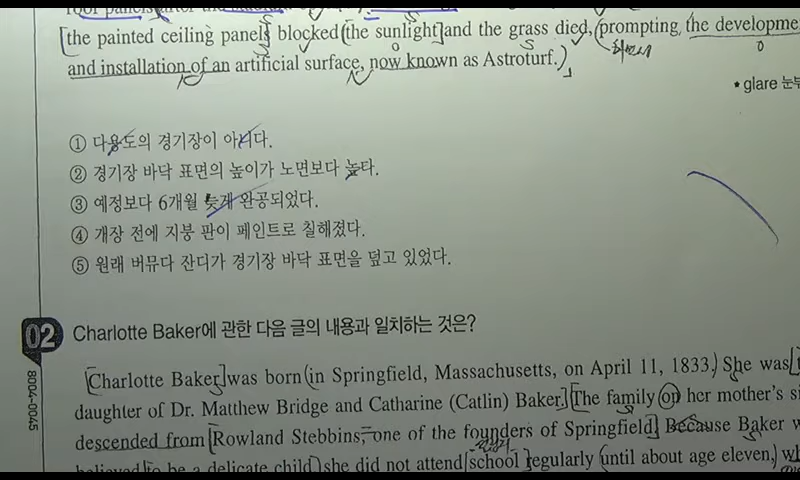 roof panels after the
the painted ceiling panels blocked the sunlight and the grass died, prompting the developme
and installation of an artificial surface, now known as Astroturf.
* glare 눈부
① 다용도의 경기장이 아니다.
② 경기장 바닥 표면의 높이가 노면보다 높다.
③ 예정보다 6개월 늦게 완공되었다.
④ 개장 전에 지붕 판이 페인트로 칠해졌다.
⑤ 원래 버뮤다 잔디가 경기장 바닥 표면을 덮고 있었다.
02 Charlotte Baker에 관한 다음 글의 내용과 일치하는 것은?
8004-0045
Charlotte Baker was born in Springfield, Massachusetts, on April 11, 1833. She was
daughter of Dr. Matthew Bridge and Catharine (Catlin) Baker. The family on her mother's si
descended from Rowland Stebbins, one of the founders of Springfield. Because Baker w
believed to be a delicate child, she did not attend school regularly until about age eleven, wh